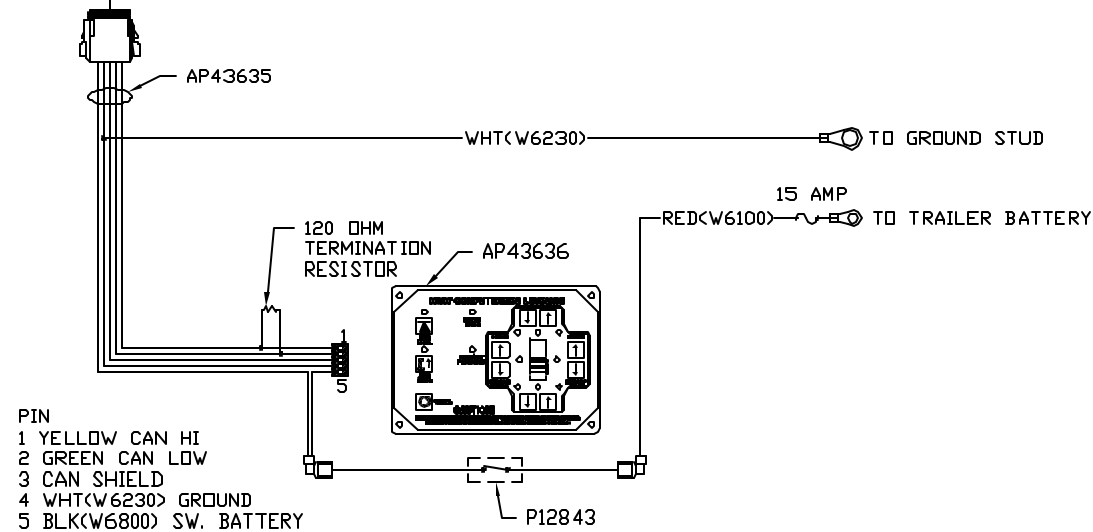 AP43635
WHT(W6230)
TO GROUND STUD
15 AMP
RED(W6100)
TO TRAILER BATTERY
120 OHM
TERMINATION
RESISTOR
AP43636
1
5
PIN
1 YELLOW CAN HI
2 GREEN CAN LOW
3 CAN SHIELD
4 WHT(W6230) GROUND
5 BLK(W6800) SW. BATTERY
P12843